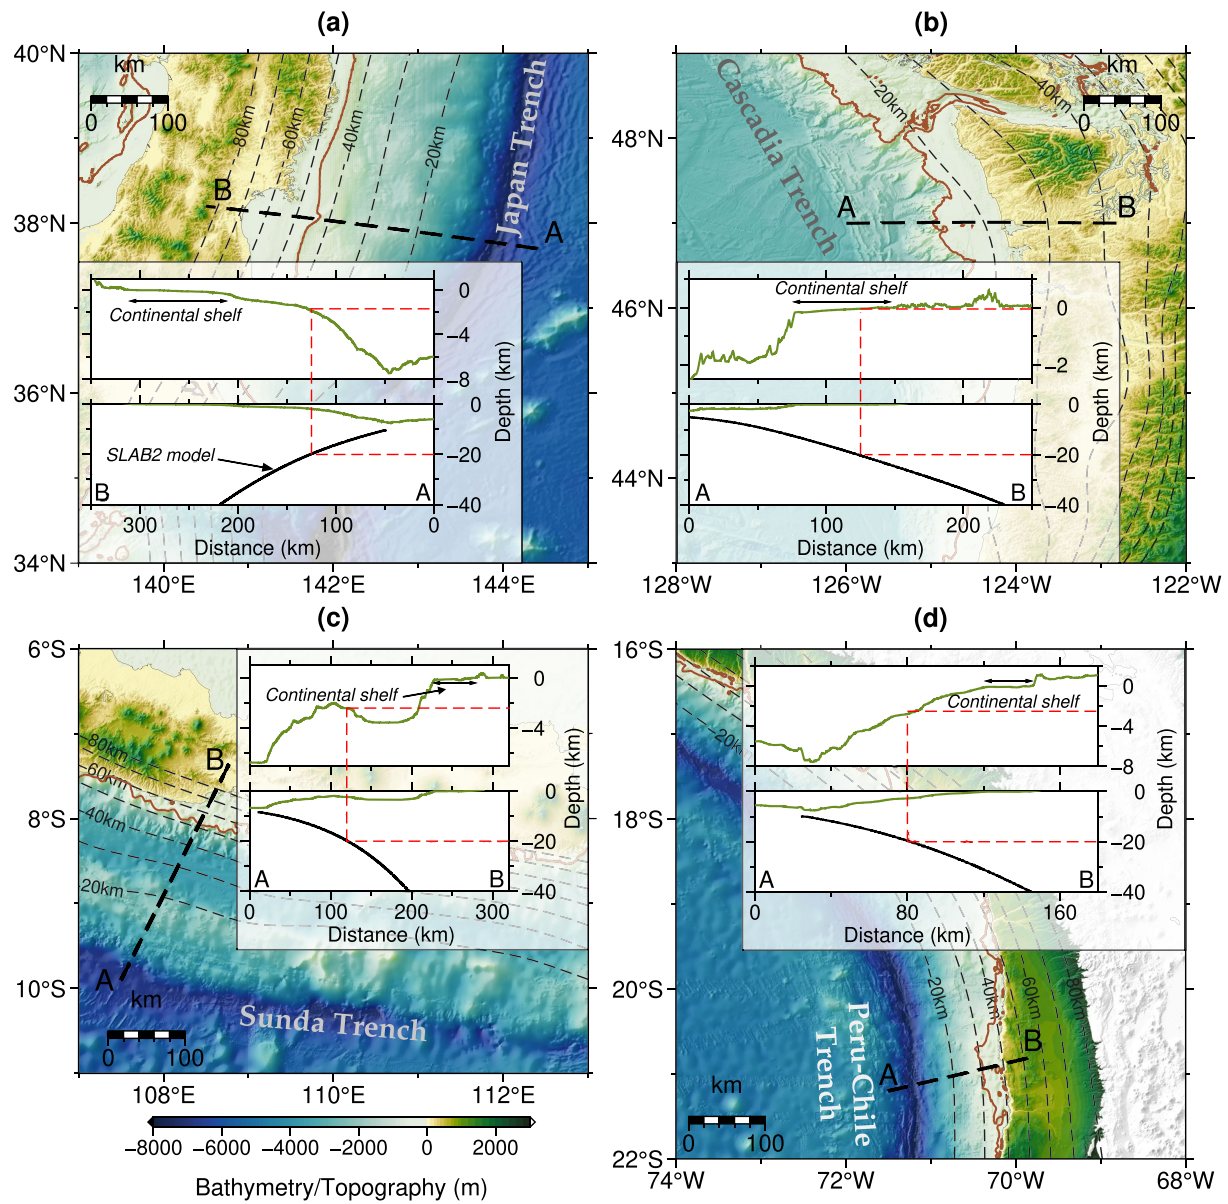 (a)
40°N
38°N
36°N
34°N
km
0 100
80km
60km
40km
20km
Japan Trench
B
A
Continental shelf
0
−2
−4
−8
Depth (km)
SLAB2 model
0
−20
−40
B
A
300 200 100 0
Distance (km)
140°E 142°E 144°E
(b)
48°N
46°N
44°N
Cascadia Trench
20km
40km
km
0 100
A
B
Continental shelf
0
−2
Depth (km)
0
−20
−40
A
B
0 100 200
Distance (km)
128°W 126°W 124°W 122°W
(c)
6°S
8°S
10°S
80km
60km
40km
20km
B
A
Continental shelf
0
−4
Depth (km)
0
−20
−40
A
B
0 100 200 300
Distance (km)
km
0 100
Sunda Trench
108°E 110°E 112°E
−8000 −6000 −4000 −2000 0 2000
Bathymetry/Topography (m)
(d)
16°S
18°S
20°S
22°S
20km
Continental shelf
0
−4
−8
Depth (km)
0
−20
−40
A
B
0 80 160
Distance (km)
20km
40km
60km
80km
Peru-Chile
Trench
A
B
km
0 100
74°W 72°W 70°W 68°W